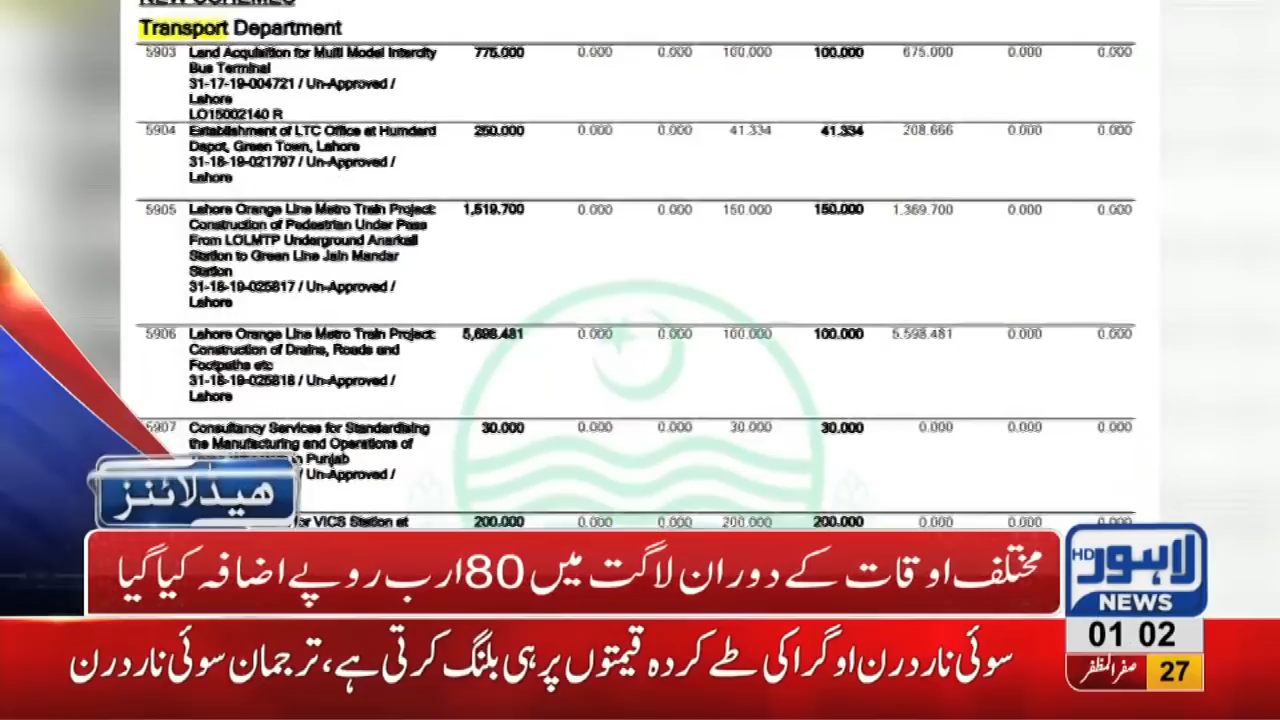 NEW SCHEMES
Transport Department
5903 Land Acquisition for Multi Model Intercity 775.000 0.000 0.000 100.000 100.000 675.000 0.000 0.000
Bus Terminal
31-17-19-004721 / Un-Approved /
Lahore
LO15002140 R
5904 Establishment of LTC Office at Humdard 250.000 0.000 0.000 41.334 41.334 208.666 0.000 0.000
Depot, Green Town, Lahore
31-18-19-021797 / Un-Approved /
Lahore
5905 Lahore Orange Line Metro Train Project: 1,519.700 0.000 0.000 150.000 150.000 1,369.700 0.000 0.000
Construction of Pedestrian Under Pass
From LOLMTP Underground Anarkali
Station to Green Line Jain Mandar
Station
31-18-19-025817 / Un-Approved /
Lahore
5906 Lahore Orange Line Metro Train Project: 5,698.481 0.000 0.000 100.000 100.000 5,598.481 0.000 0.000
Construction of Drains, Roads and
Footpaths etc
31-18-19-025818 / Un-Approved /
Lahore
5907 Consultancy Services for Standardising 30.000 0.000 0.000 30.000 30.000 0.000 0.000 0.000
the Manufacturing and Operations of
in Punjab
/ Un-Approved /
for VICS Station at 200.000 0.000 0.000 200.000 200.000 0.000 0.000 0.000
ہیڈلائنز
مختلف اوقات کے دوران لاگت میں 80 ارب روپے اضافہ کیا گیا
لاہور HD
NEWS
01 02
27 صفر المظفر
سوئی ناردرن اوگرا کی طے کردہ قیمتوں پر ہی بلنگ کرتی ہے، ترجمان سوئی ناردرن